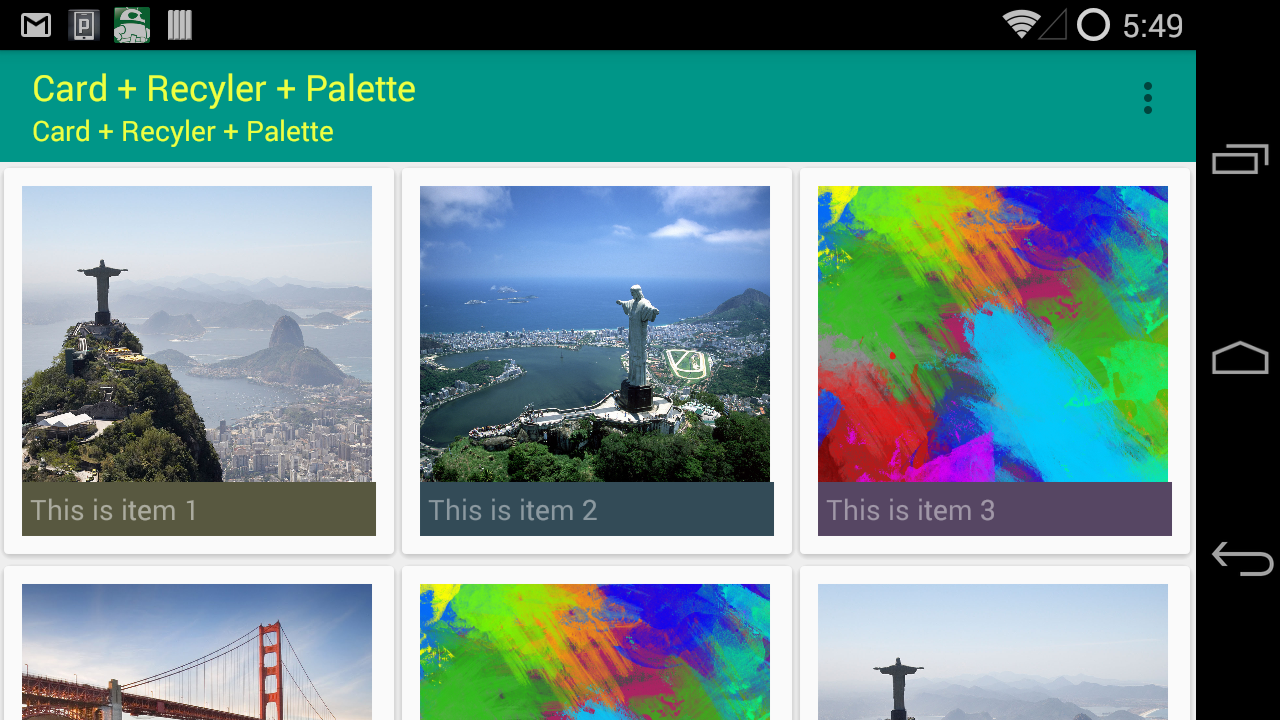 5:49
Card + Recyler + Palette
Card + Recyler + Palette
This is item 1
This is item 2
This is item 3